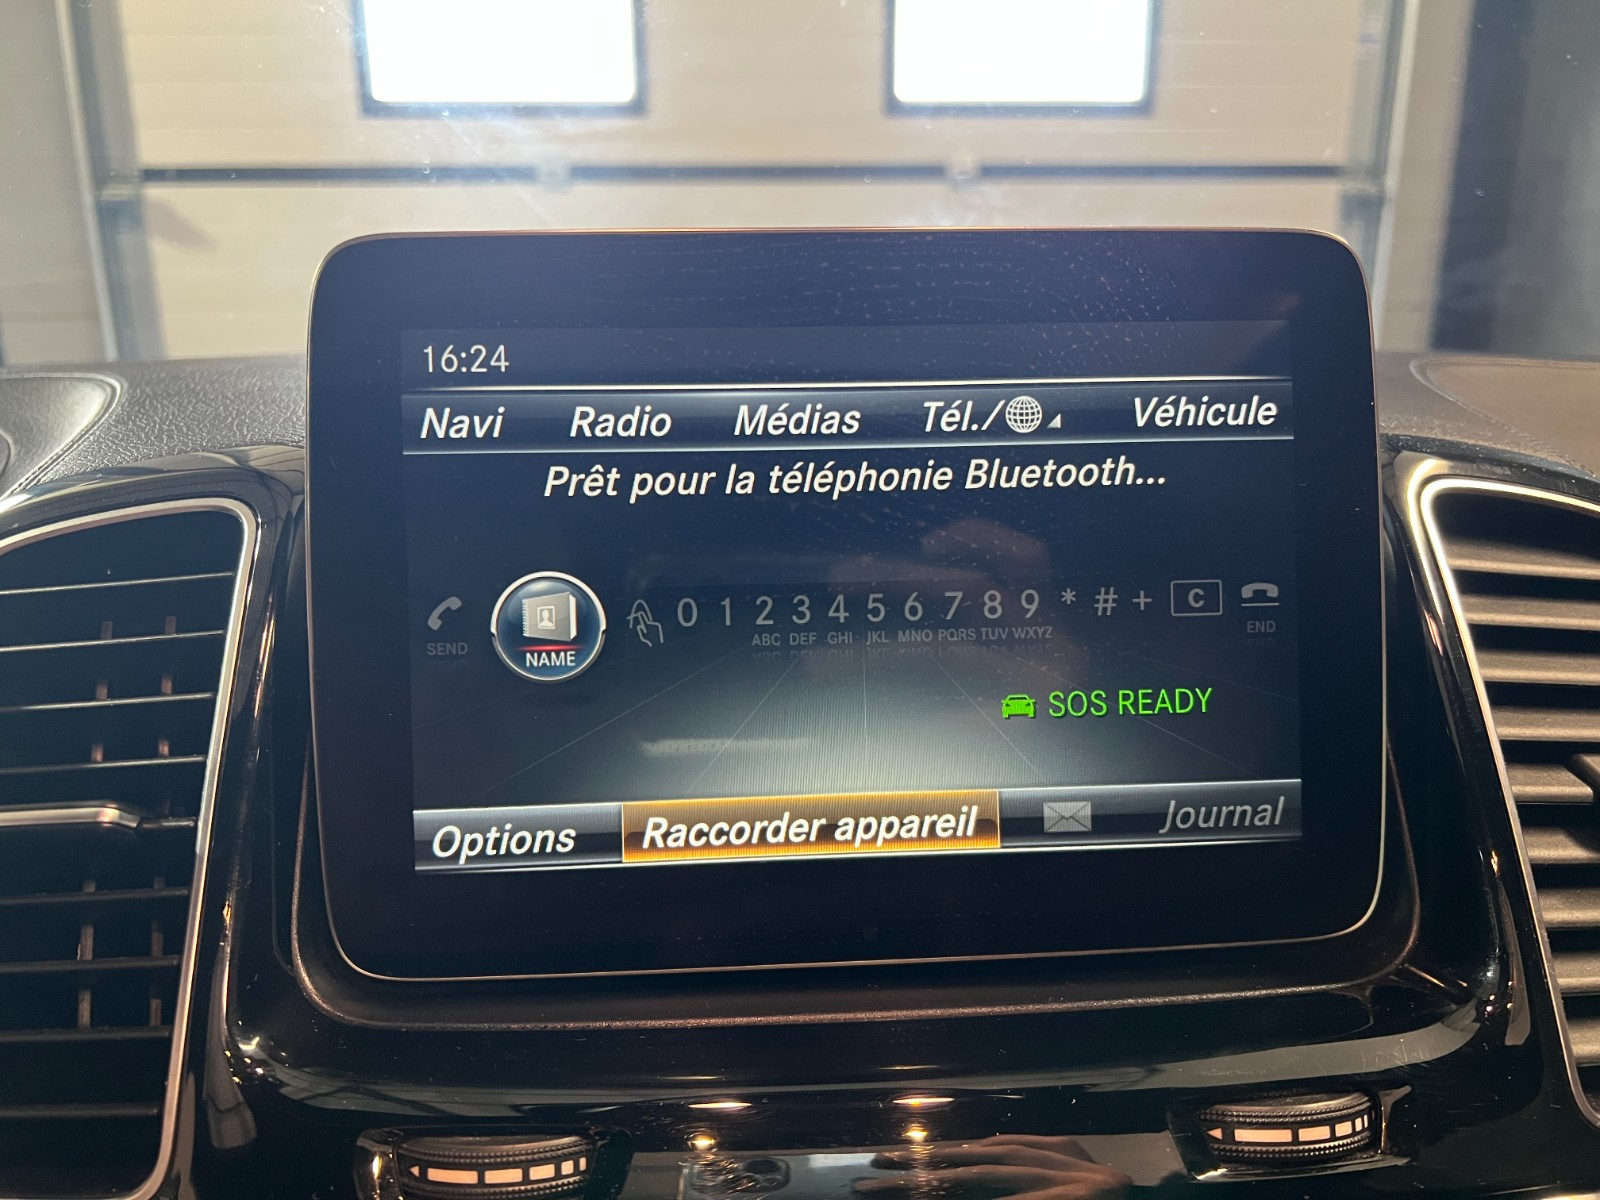 16:24
Navi Radio Médias Tél./ Véhicule
Prêt pour la téléphonie Bluetooth...
SEND NAME 0 1 2 3 4 5 6 7 8 9 * # + C END
ABC DEF GHI JKL MNO PQRS TUV WXYZ
SOS READY
Options Raccorder appareil Journal